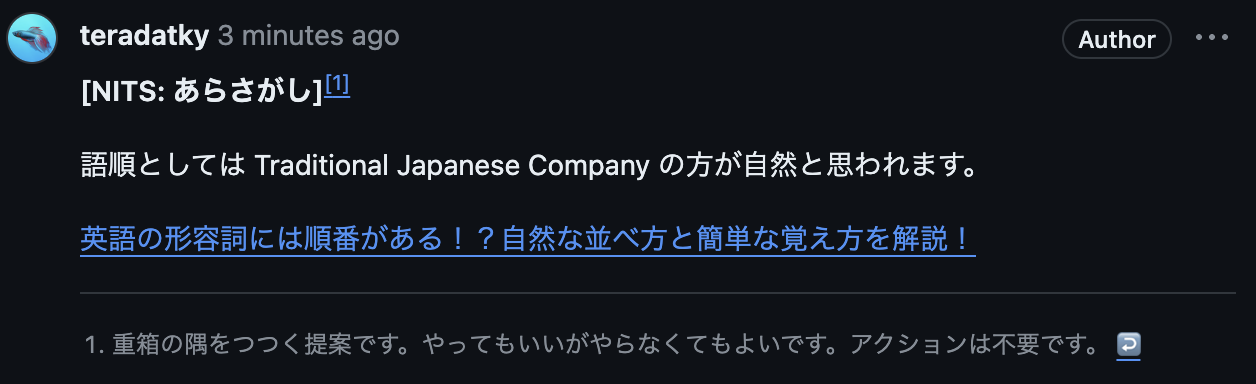 teradatky 3 minutes ago Author
[NITS: あらさがし][1]
語順としては Traditional Japanese Company の方が自然と思われます。
英語の形容詞には順番がある！？自然な並べ方と簡単な覚え方を解説！
1. 重箱の隅をつつく提案です。やってもいいがやらなくてもよいです。アクションは不要です。 ↩